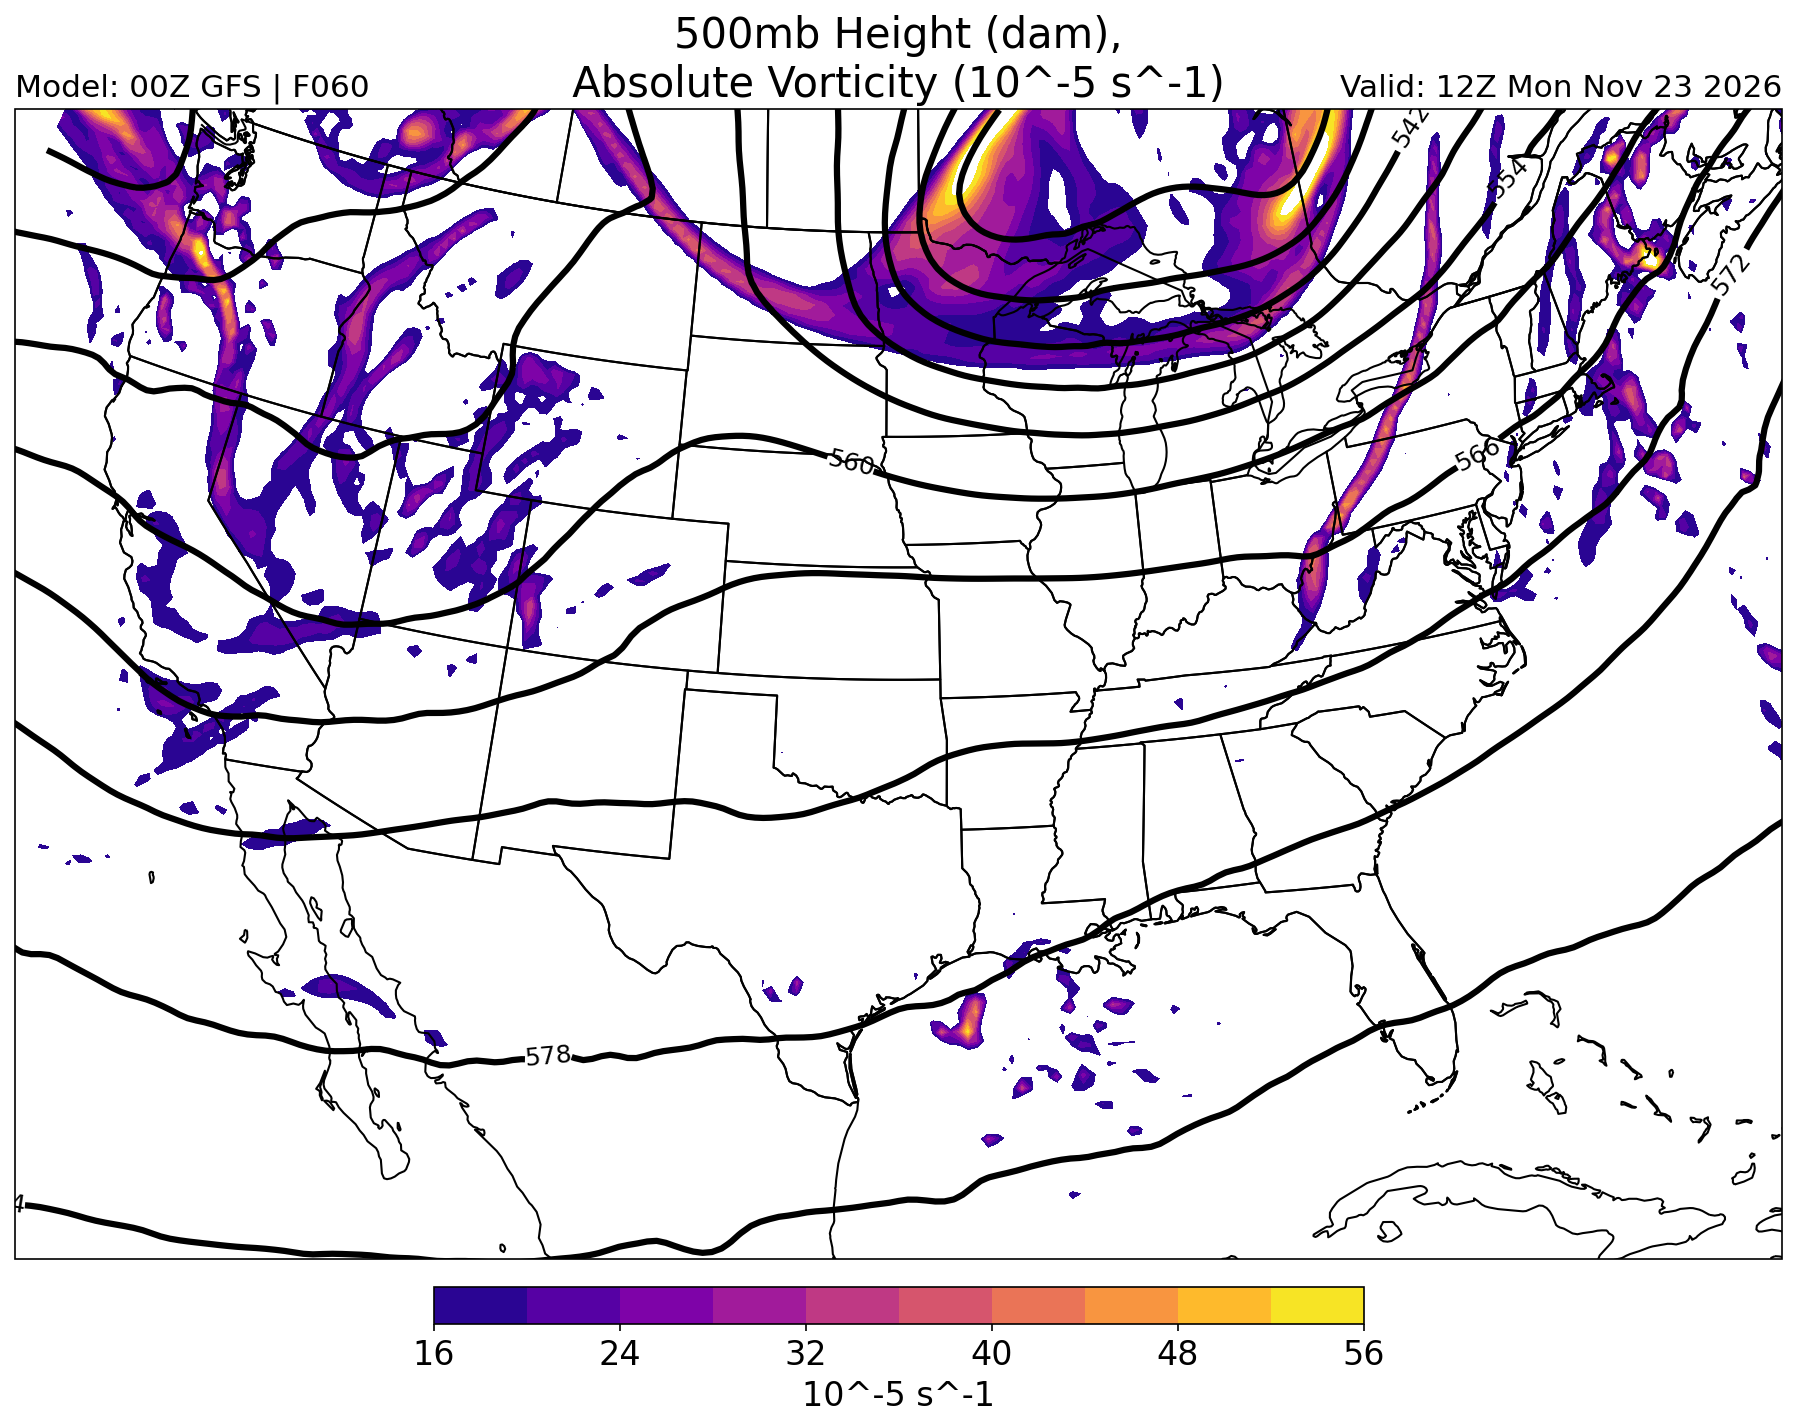 500mb Height (dam),
Absolute Vorticity (10^-5 s^-1)
Model: 00Z GFS | F060
Valid: 12Z Mon Nov 23 2026
542
554
572
560
566
578
4
16 24 32 40 48 56
10^-5 s^-1